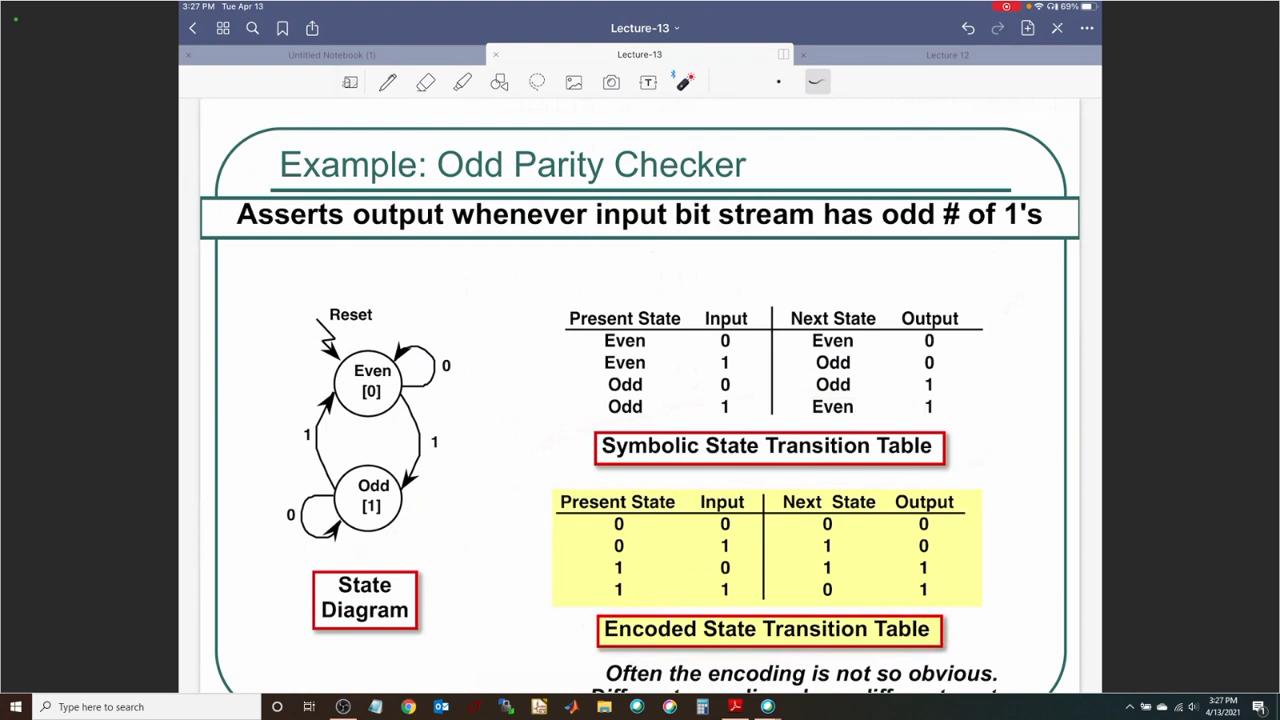 3:27 PM Tue Apr 13
69%
Lecture-13
Untitled Notebook (1)
Lecture-13
Lecture 12
Example: Odd Parity Checker
Asserts output whenever input bit stream has odd # of 1's
Reset
Even
[0]
0
1
1
Odd
[1]
0
State
Diagram
Present State Input Next State Output
Even 0 Even 0
Even 1 Odd 0
Odd 0 Odd 1
Odd 1 Even 1
Symbolic State Transition Table
Present State Input Next State Output
0 0 0 0
0 1 1 0
1 0 1 1
1 1 0 1
Encoded State Transition Table
Often the encoding is not so obvious.
Type here to search
3:27 PM
4/13/2021